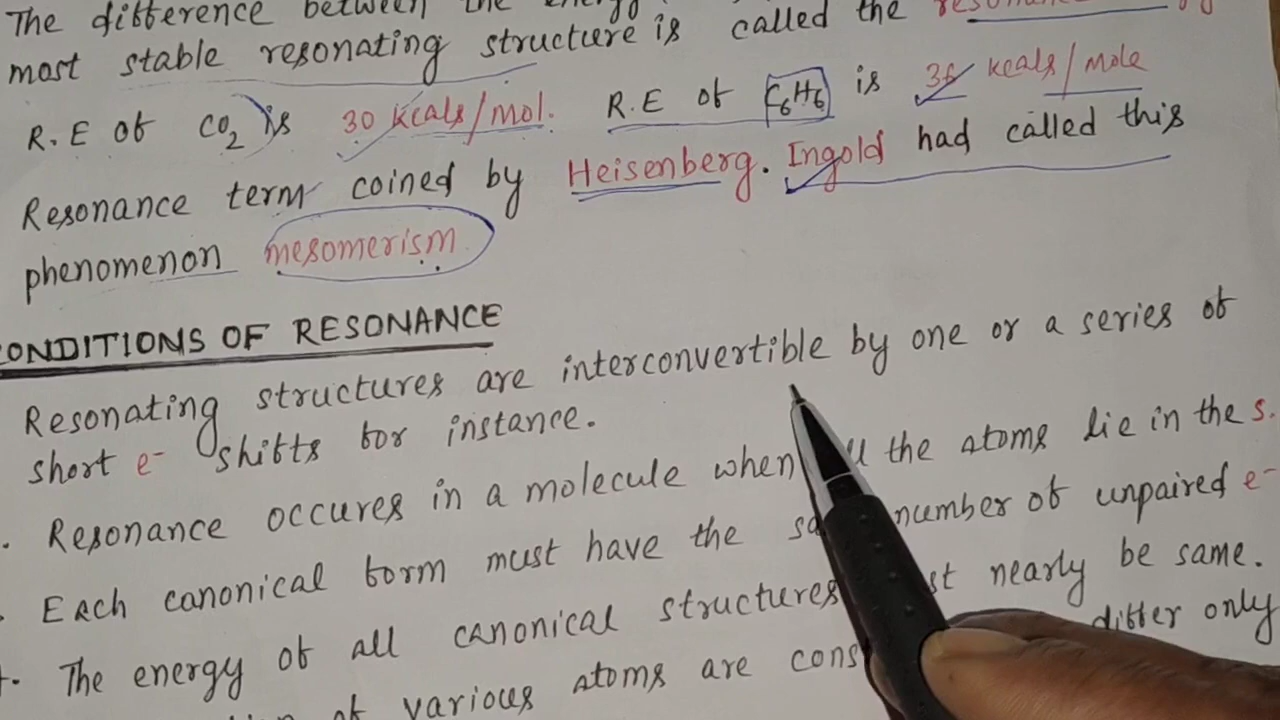 The difference between the energy
most stable resonating structure is called the resonance
R.E of CO2 is 30 kcals/mol. R.E of C6H6 is 36 kcals/mole
Resonance term coined by Heisenberg. Ingold had called this
phenomenon mesomerism
CONDITIONS OF RESONANCE
Resonating structures are interconvertible by one or a series of
short e- shifts for instance.
Resonance occures in a molecule when the atoms lie in the s.
Each canonical form must have the number of unpaired e-
The energy of all canonical structures nearly be same.
of various atoms are differ only